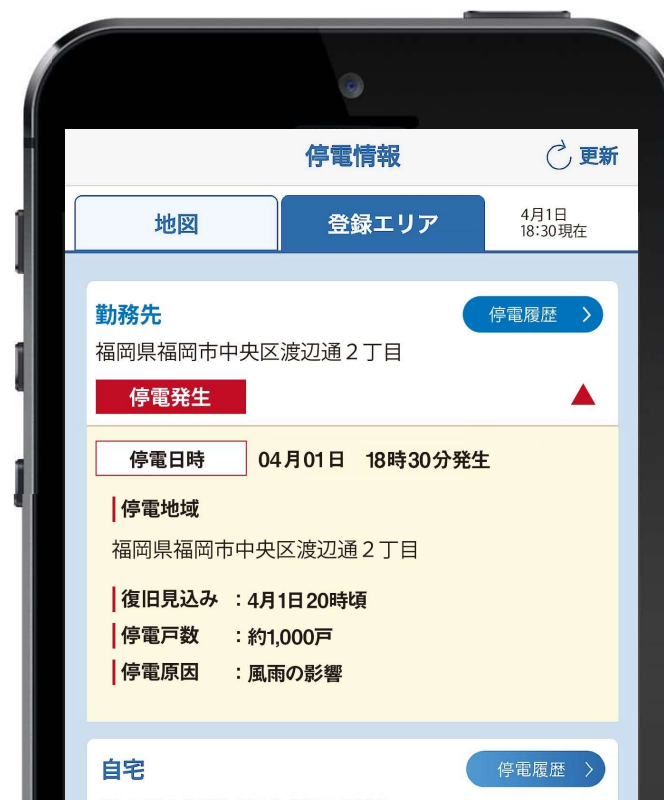 停電情報
更新
地図
登録エリア
4月1日
18:30現在
勤務先
停電履歴
福岡県福岡市中央区渡辺通２丁目
停電発生
停電日時
04月01日 18時30分発生
停電地域
福岡県福岡市中央区渡辺通２丁目
復旧見込み ：4月1日20時頃
停電戸数 ：約1,000戸
停電原因 ：風雨の影響
自宅
停電履歴